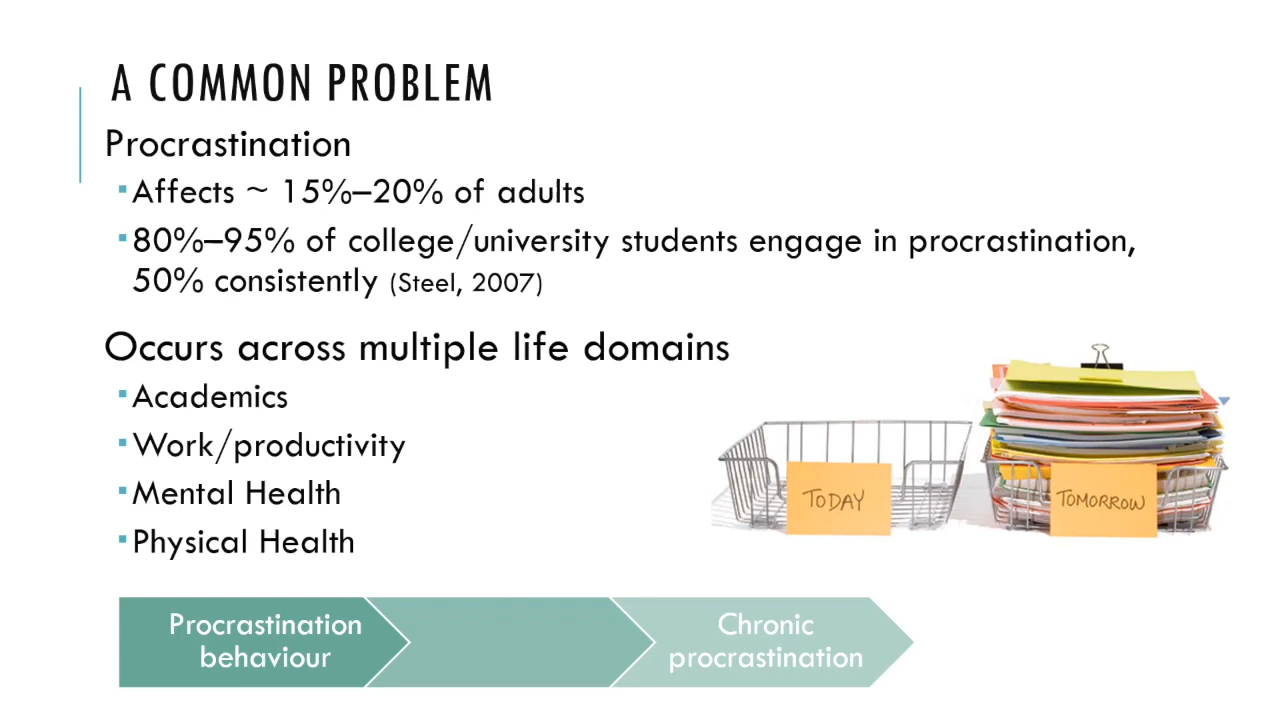 A COMMON PROBLEM
Procrastination
▪Affects ~ 15%–20% of adults
▪80%–95% of college/university students engage in procrastination,
50% consistently (Steel, 2007)
Occurs across multiple life domains
▪Academics
▪Work/productivity
▪Mental Health
▪Physical Health
TODAY
TOMORROW
Procrastination
behaviour
Chronic
procrastination